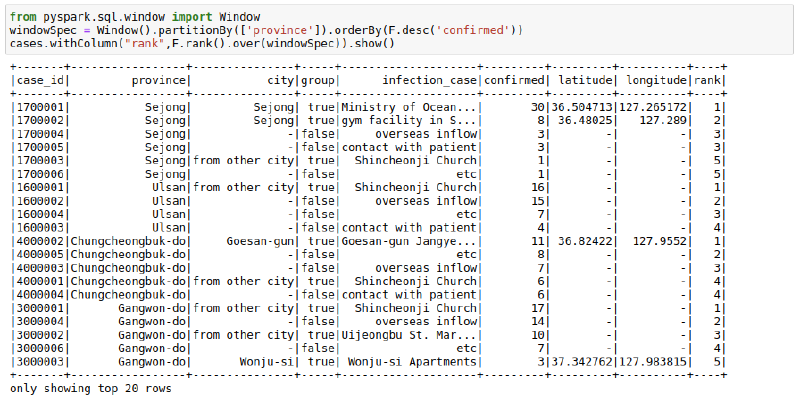 from pyspark.sql.window import Window
windowSpec = Window().partitionBy(['province']).orderBy(F.desc('confirmed'))
cases.withColumn("rank",F.rank().over(windowSpec)).show()
+-------+-----------------+---------------+-----+--------------------+---------+---------+----------+----+
|case_id|         province|           city|group|      infection_case|confirmed| latitude| longitude|rank|
+-------+-----------------+---------------+-----+--------------------+---------+---------+----------+----+
|1700001|           Sejong|         Sejong| true|Ministry of Ocean...|       30|36.504713|127.265172|   1|
|1700002|           Sejong|         Sejong| true|gym facility in S...|        8| 36.48025|   127.289|   2|
|1700004|           Sejong|              -|false|     overseas inflow|        3|        -|         -|   3|
|1700005|           Sejong|              -|false|contact with patient|        3|        -|         -|   3|
|1700003|           Sejong|from other city| true|  Shincheonji Church|        1|        -|         -|   5|
|1700006|           Sejong|              -|false|                 etc|        1|        -|         -|   5|
|1600001|            Ulsan|from other city| true|  Shincheonji Church|       16|        -|         -|   1|
|1600002|            Ulsan|              -|false|     overseas inflow|       15|        -|         -|   2|
|1600004|            Ulsan|              -|false|                 etc|        7|        -|         -|   3|
|1600003|            Ulsan|              -|false|contact with patient|        4|        -|         -|   4|
|4000002|Chungcheongbuk-do|     Goesan-gun| true|Goesan-gun Jangye...|       11| 36.82422|  127.9552|   1|
|4000005|Chungcheongbuk-do|              -|false|                 etc|        8|        -|         -|   2|
|4000003|Chungcheongbuk-do|              -|false|     overseas inflow|        7|        -|         -|   3|
|4000001|Chungcheongbuk-do|from other city| true|  Shincheonji Church|        6|        -|         -|   4|
|4000004|Chungcheongbuk-do|              -|false|contact with patient|        6|        -|         -|   4|
|3000001|       Gangwon-do|from other city| true|  Shincheonji Church|       17|        -|         -|   1|
|3000004|       Gangwon-do|              -|false|     overseas inflow|       14|        -|         -|   2|
|3000002|       Gangwon-do|from other city| true|Uijeongbu St. Mar...|       10|        -|         -|   3|
|3000006|       Gangwon-do|              -|false|                 etc|        7|        -|         -|   4|
|3000003|       Gangwon-do|       Wonju-si| true| Wonju-si Apartments|        3|37.342762|127.983815|   5|
+-------+-----------------+---------------+-----+--------------------+---------+---------+----------+----+
only showing top 20 rows